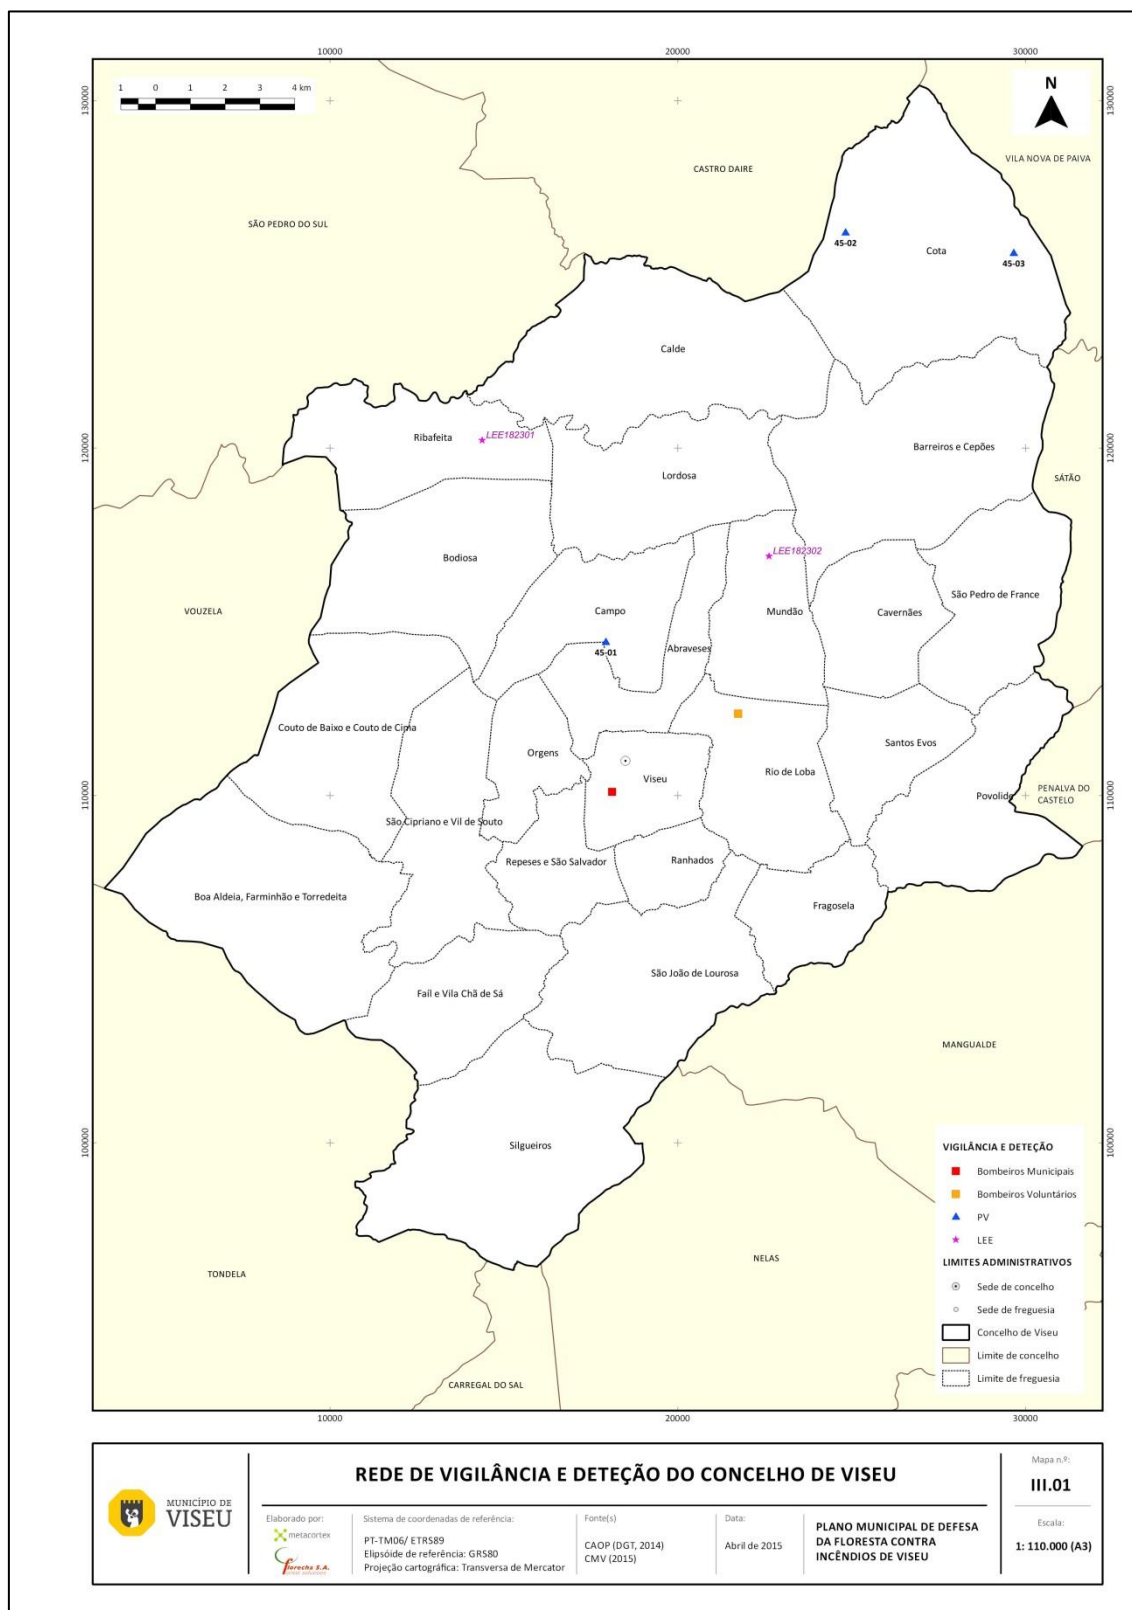 10000
20000
30000
1 0 1 2 3 4 km
N
130000
130000
VILA NOVA DE PAIVA
CASTRO DAIRE
SÃO PEDRO DO SUL
45-02
Cota
45-03
Calde
Ribafeita
LEE182301
120000
120000
Barreiros e Cepões
Lordosa
SÁTÃO
Bodiosa
LEE182302
São Pedro de France
VOUZELA
Campo
Mundão
Cavernães
45-01
Abraveses
Couto de Baixo e Couto de Cima
Orgens
Santos Evos
Viseu
Rio de Loba
110000
110000
Povolide
PENALVA DO
CASTELO
São Cipriano e Vil de Souto
Repeses e São Salvador
Ranhados
Boa Aldeia, Farminhão e Torredeita
Fragosela
São João de Lourosa
Faíl e Vila Chã de Sá
MANGUALDE
100000
100000
Silgueiros
NELAS
TONDELA
CARREGAL DO SAL
VIGILÂNCIA E DETEÇÃO
Bombeiros Municipais
Bombeiros Voluntários
PV
LEE
LIMITES ADMINISTRATIVOS
Sede de concelho
Sede de freguesia
Concelho de Viseu
Limite de concelho
Limite de freguesia
10000
20000
30000
MUNICÍPIO DE
VISEU
REDE DE VIGILÂNCIA E DETEÇÃO DO CONCELHO DE VISEU
Mapa n.º:
III.01
Elaborado por:
metacortex
florecha S.A.
Sistema de coordenadas de referência:
PT-TM06/ ETRS89
Elipsóide de referência: GRS80
Projeção cartográfica: Transversa de Mercator
Fonte(s)
CAOP (DGT, 2014)
CMV (2015)
Data:
Abril de 2015
PLANO MUNICIPAL DE DEFESA
DA FLORESTA CONTRA
INCÊNDIOS DE VISEU
Escala:
1: 110.000 (A3)